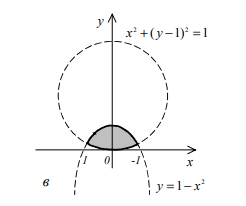 y
x² + (y−1)² = 1
1 0 -1
x
в
y = 1−x²